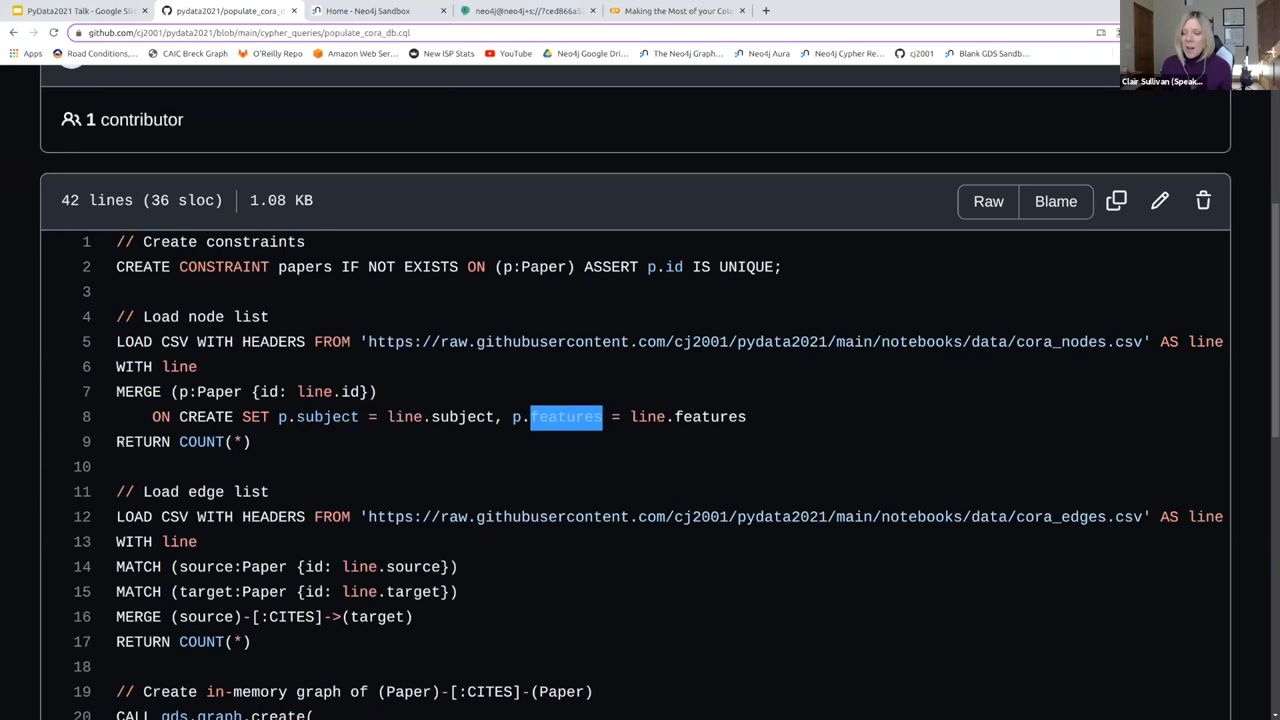 PyData2021 Talk - Google Slid
pydata2021/populate_cora_d
Home - Neo4j Sandbox
neo4j@neo4j+s://7ced866a5
Making the Most of your Cola
github.com/cj2001/pydata2021/blob/main/cypher_queries/populate_cora_db.cql
Apps
Road Conditions,...
CAIC Breck Graph
O'Reilly Repo
Amazon Web Ser...
New ISP Stats
YouTube
Neo4j Google Dri...
The Neo4j Graph...
Neo4j Aura
Neo4j Cypher Re...
cj2001
Blank GDS Sandb...
Clair Sullivan (Speak...
1 contributor
42 lines (36 sloc) 1.08 KB
Raw
Blame
1 // Create constraints
2 CREATE CONSTRAINT papers IF NOT EXISTS ON (p:Paper) ASSERT p.id IS UNIQUE;
3
4 // Load node list
5 LOAD CSV WITH HEADERS FROM 'https://raw.githubusercontent.com/cj2001/pydata2021/main/notebooks/data/cora_nodes.csv' AS line
6 WITH line
7 MERGE (p:Paper {id: line.id})
8 ON CREATE SET p.subject = line.subject, p.features = line.features
9 RETURN COUNT(*)
10
11 // Load edge list
12 LOAD CSV WITH HEADERS FROM 'https://raw.githubusercontent.com/cj2001/pydata2021/main/notebooks/data/cora_edges.csv' AS line
13 WITH line
14 MATCH (source:Paper {id: line.source})
15 MATCH (target:Paper {id: line.target})
16 MERGE (source)-[:CITES]->(target)
17 RETURN COUNT(*)
18
19 // Create in-memory graph of (Paper)-[:CITES]-(Paper)
20 CALL gds.graph.create(